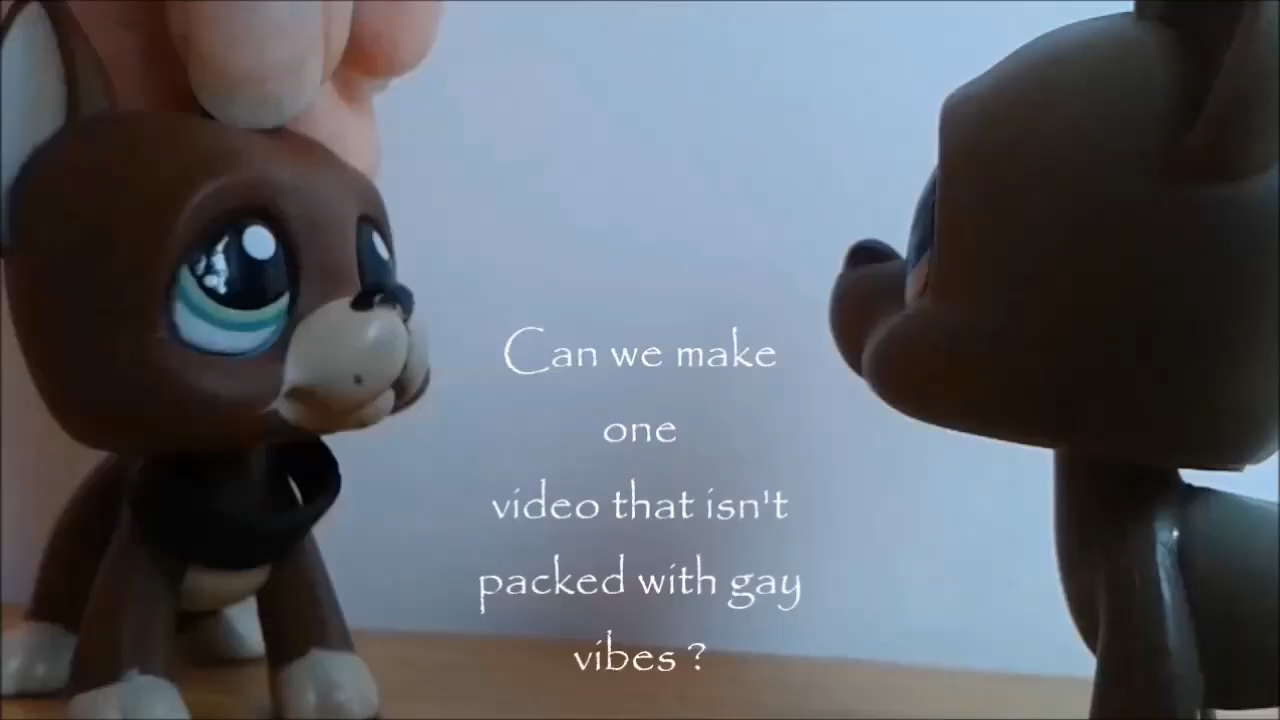 Can we make
one
video that isn't
packed with gay
vibes ?